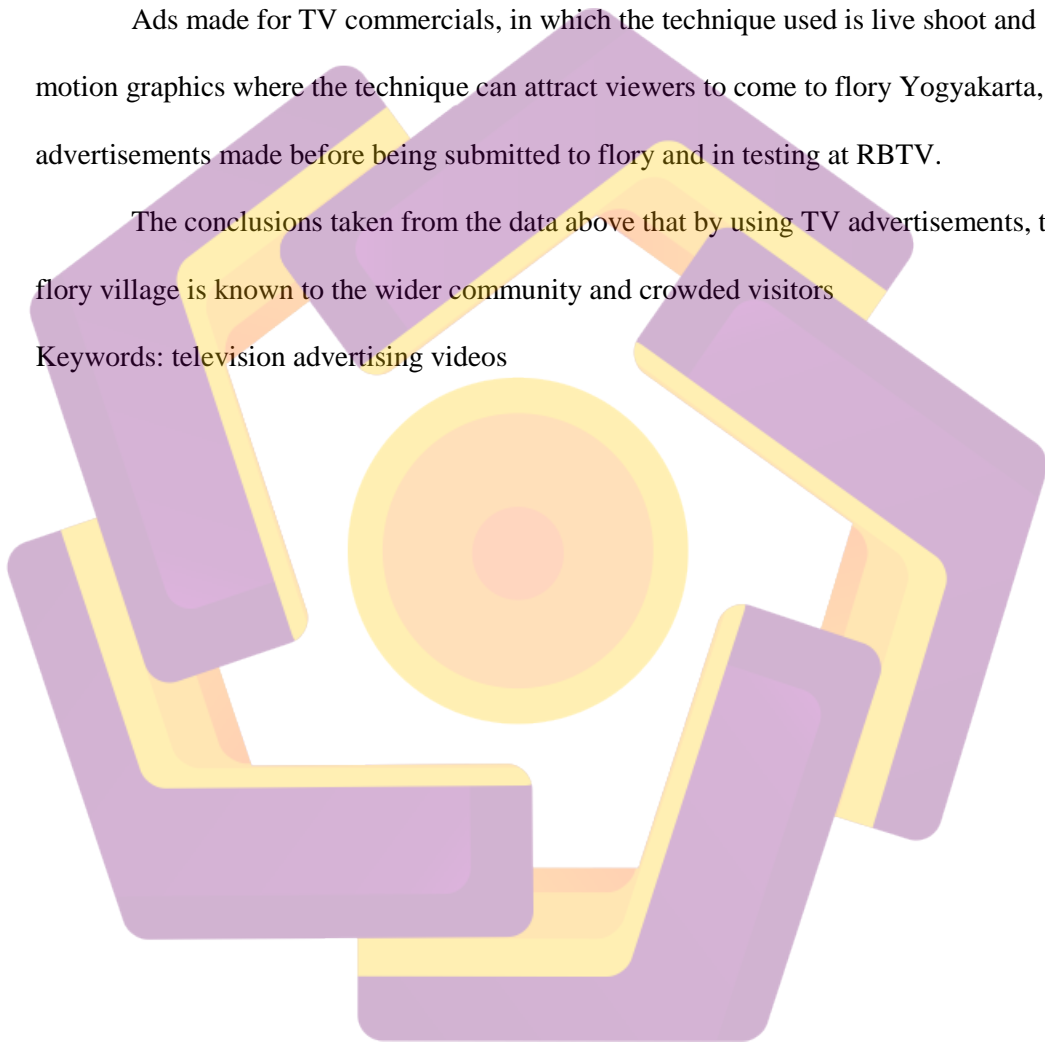 Ads made for TV commercials, in which the technique used is live shoot and
motion graphics where the technique can attract viewers to come to flory Yogyakarta,
advertisements made before being submitted to flory and in testing at RBTV.
The conclusions taken from the data above that by using TV advertisements, t
flory village is known to the wider community and crowded visitors
Keywords: television advertising videos